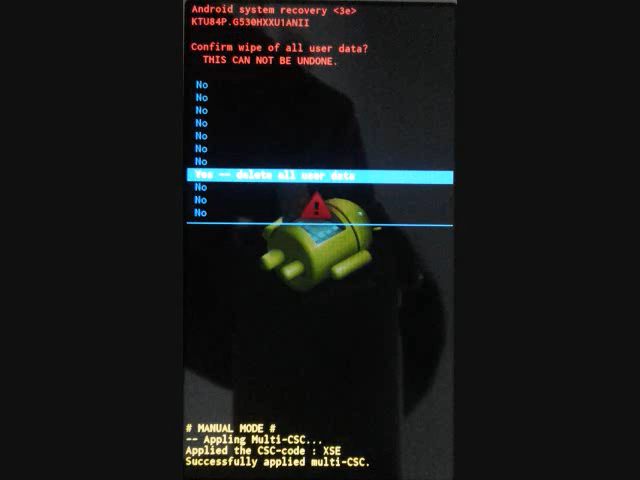 Android system recovery <3e>
KTU84P.G530HXXU1ANII
Confirm wipe of all user data?
THIS CAN NOT BE UNDONE.
No
No
No
No
No
No
No
Yes -- delete all user data
No
No
No
# MANUAL MODE #
-- Appling Multi-CSC...
Applied the CSC-code : XSE
Successfully applied multi-CSC.